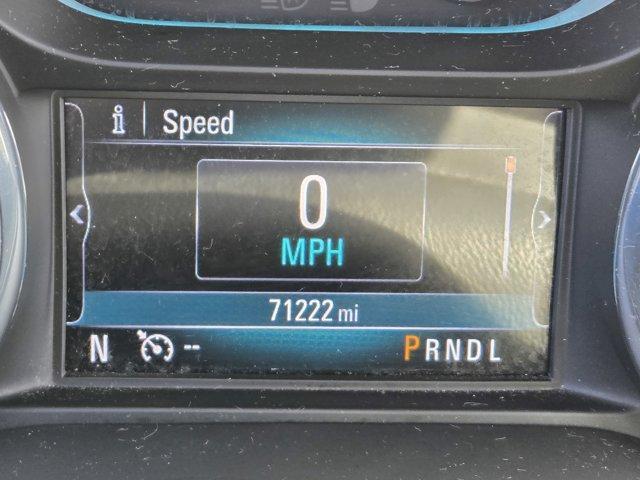 i | Speed
0
MPH
71222 mi
N -- PRNDL